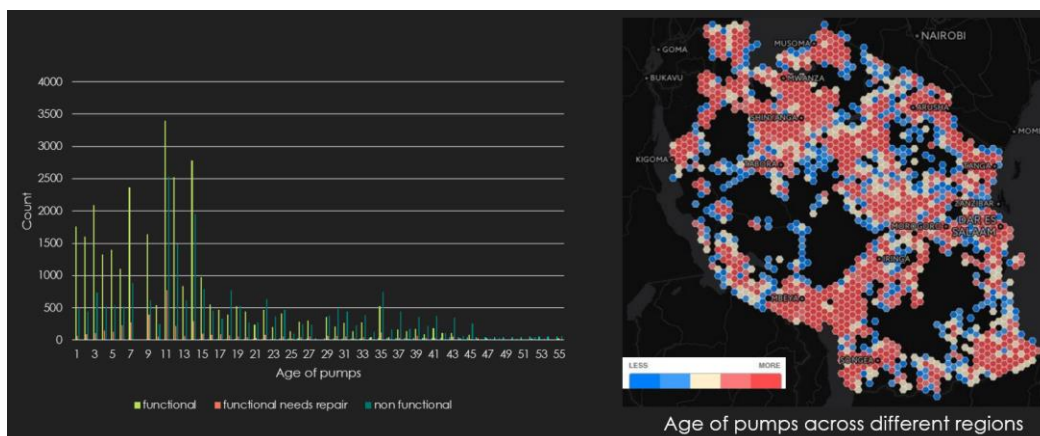 4000
3500
3000
2500
2000
1500
1000
500
0
Count
1 3 5 7 9 11 13 15 17 19 21 23 25 27 29 31 33 35 37 39 41 43 45 47 49 51 53 55
Age of pumps
functional functional needs repair non functional
NAIROBI
GOMA
MUSOMA
BUKAVU
MWANZA
ARUSHA
SHINYANGA
MOM
KIGOMA
TABORA
TANGA
ZANZIBAR
DAR ES
SALAAM
MOROGORO
IRINGA
MBEYA
SONGEA
LESS MORE
Age of pumps across different regions